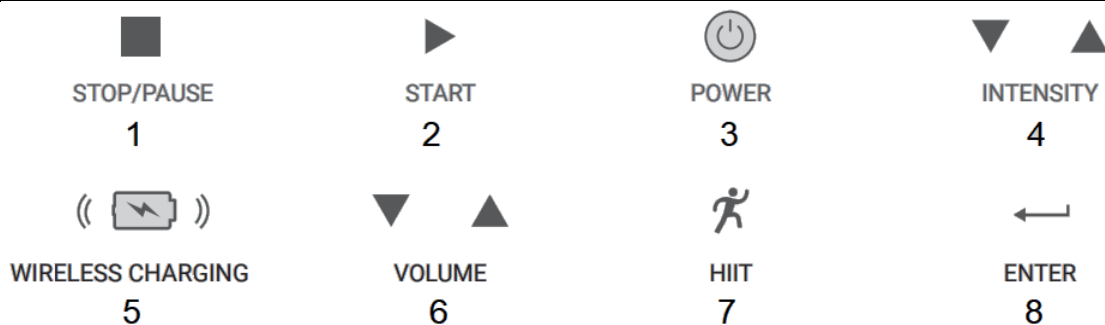 STOP/PAUSE START POWER INTENSITY
1 2 3 4
WIRELESS CHARGING VOLUME HIIT ENTER
5 6 7 8